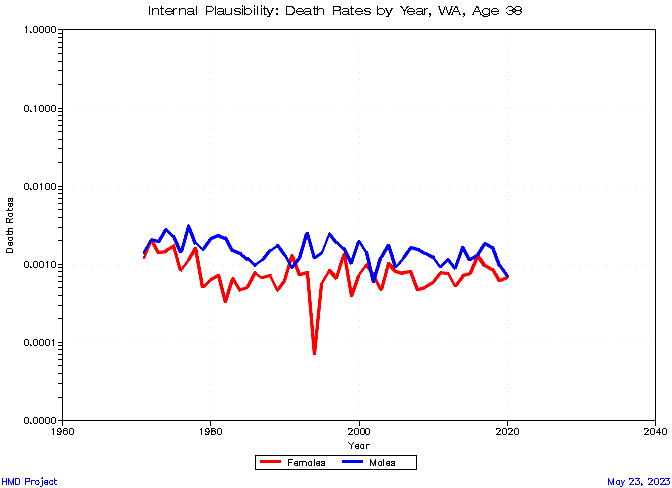 Internal Plausibility: Death Rates by Year, WA, Age 38
1.0000
0.1000
0.0100
0.0010
0.0001
0.0000
Death Rates
1960
1980
2000
2020
2040
Year
Females
Males
HMD Project
May 23, 2023